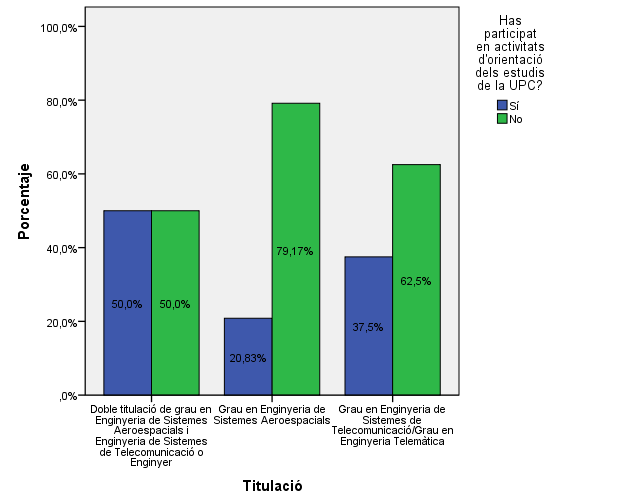 Has
participat
en activitats
d'orientació
dels estudis
de la UPC?
Sí
No
Porcentaje
100,0%
80,0%
60,0%
40,0%
20,0%
,0%
50,0%
50,0%
20,83%
79,17%
37,5%
62,5%
Doble titulació de grau en
Enginyeria de Sistemes
Aeroespacials i
Enginyeria de Sistemes
de Telecomunicació o
Enginyer
Grau en Enginyeria de
Sistemes Aeroespacials
Grau en Enginyeria de
Sistemes de
Telecomunicació/Grau en
Enginyeria Telemàtica
Titulació